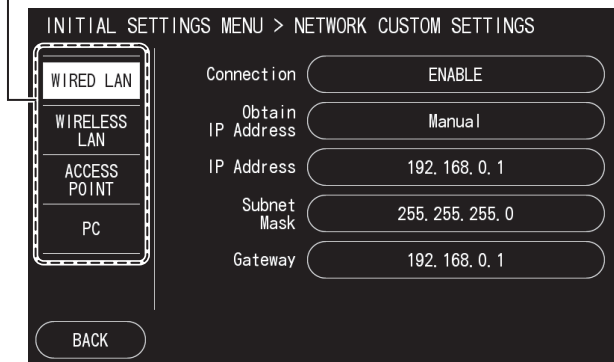 INITIAL SETTINGS MENU > NETWORK CUSTOM SETTINGS
WIRED LAN
WIRELESS
LAN
ACCESS
POINT
PC
Connection
ENABLE
Obtain
IP Address
Manual
IP Address
192.168.0.1
Subnet
Mask
255.255.255.0
Gateway
192.168.0.1
BACK